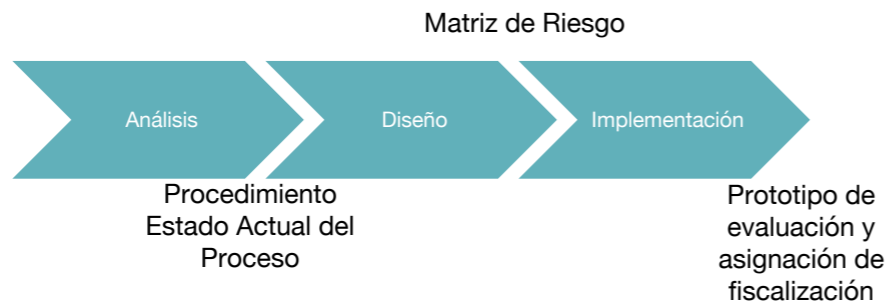 Matriz de Riesgo
Análisis
Diseño
Implementación
Procedimiento
Estado Actual del
Proceso
Prototipo de
evaluación y
asignación de
fiscalización